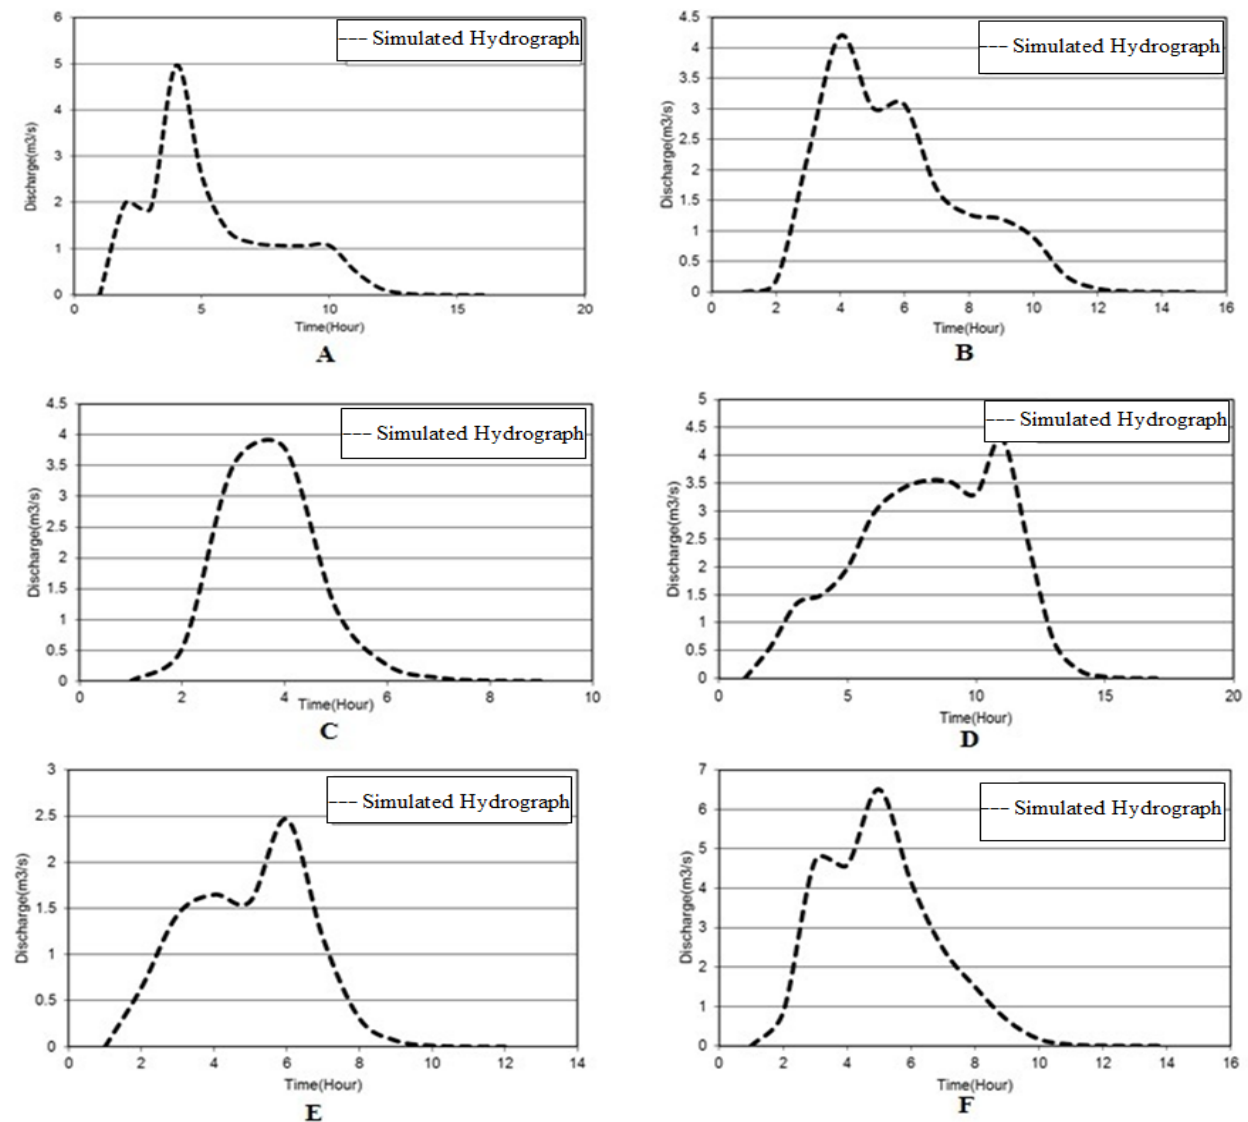 6
5
4
3
2
1
0
Discharge(m3/s)
--- Simulated Hydrograph
0 5 10 15 20
Time(Hour)
A
4.5
4
3.5
3
2.5
2
1.5
1
0.5
0
Discharge(m3/s)
--- Simulated Hydrograph
0 2 4 6 8 10 12 14 16
Time(Hour)
B
4.5
4
3.5
3
2.5
2
1.5
1
0.5
0
Discharge(m3/s)
--- Simulated Hydrograph
0 2 4 6 8 10
Time(Hour)
C
5
4.5
4
3.5
3
2.5
2
1.5
1
0.5
0
Discharge(m3/s)
--- Simulated Hydrograph
0 5 10 15 20
Time(Hour)
D
3
2.5
2
1.5
1
0.5
0
Discharge(m3/s)
--- Simulated Hydrograph
0 2 4 6 8 10 12 14
Time(Hour)
E
7
6
5
4
3
2
1
0
Discharge(m3/s)
--- Simulated Hydrograph
0 2 4 6 8 10 12 14 16
Time(Hour)
F